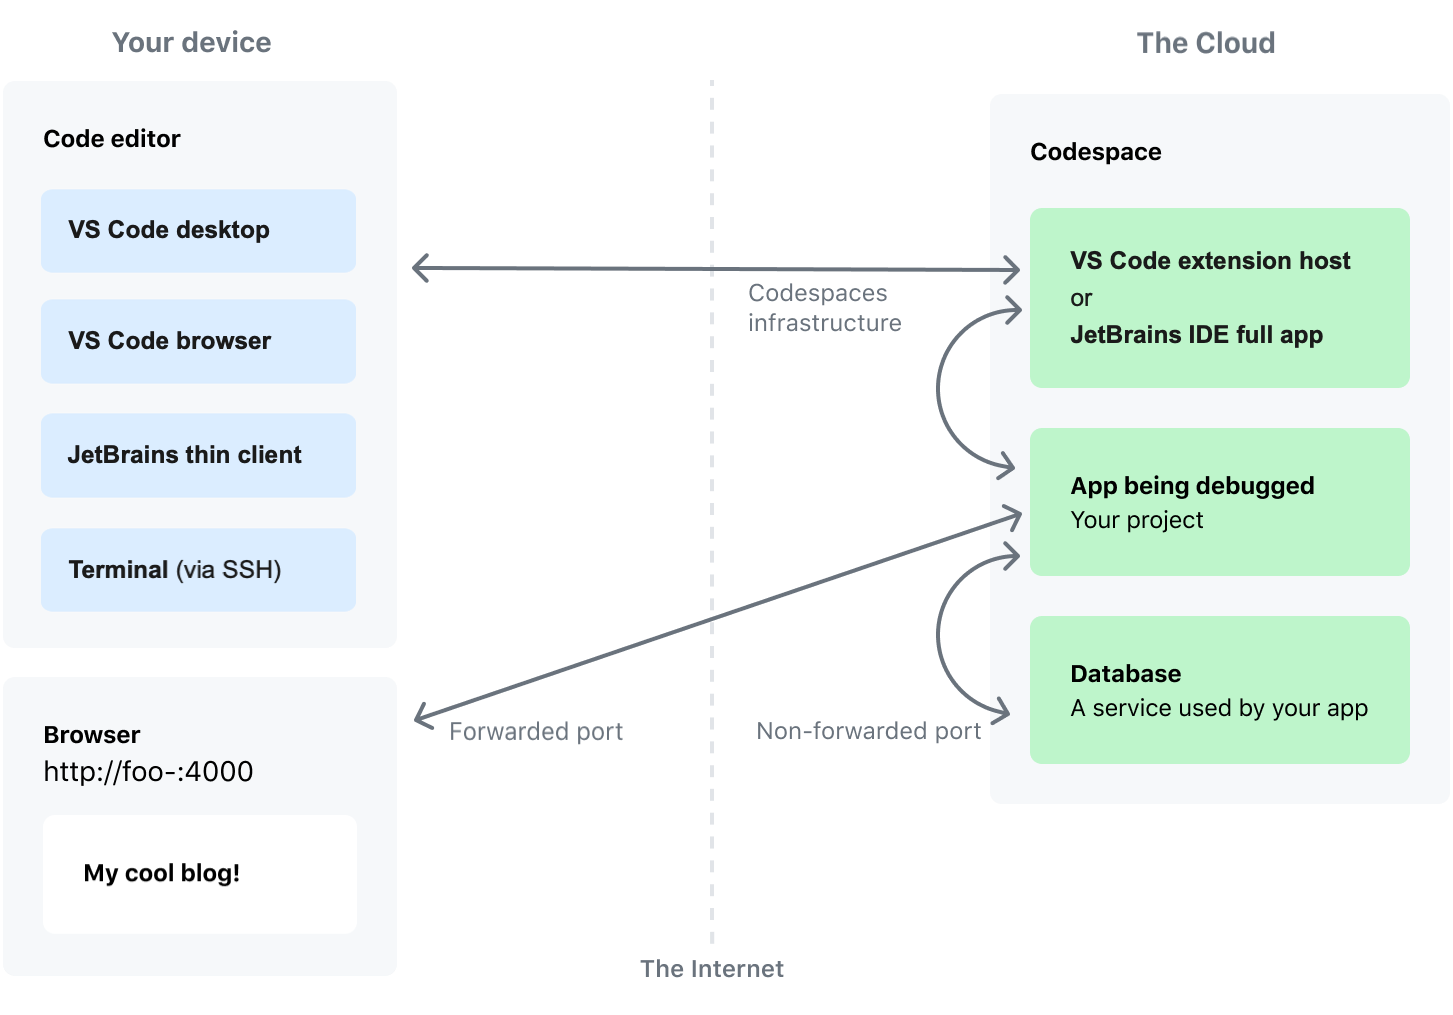 Your device
The Cloud
Code editor
VS Code desktop
VS Code browser
JetBrains thin client
Terminal (via SSH)
Browser
http://foo-:4000
My cool blog!
Codespaces
infrastructure
Forwarded port
Non-forwarded port
The Internet
Codespace
VS Code extension host
or
JetBrains IDE full app
App being debugged
Your project
Database
A service used by your app